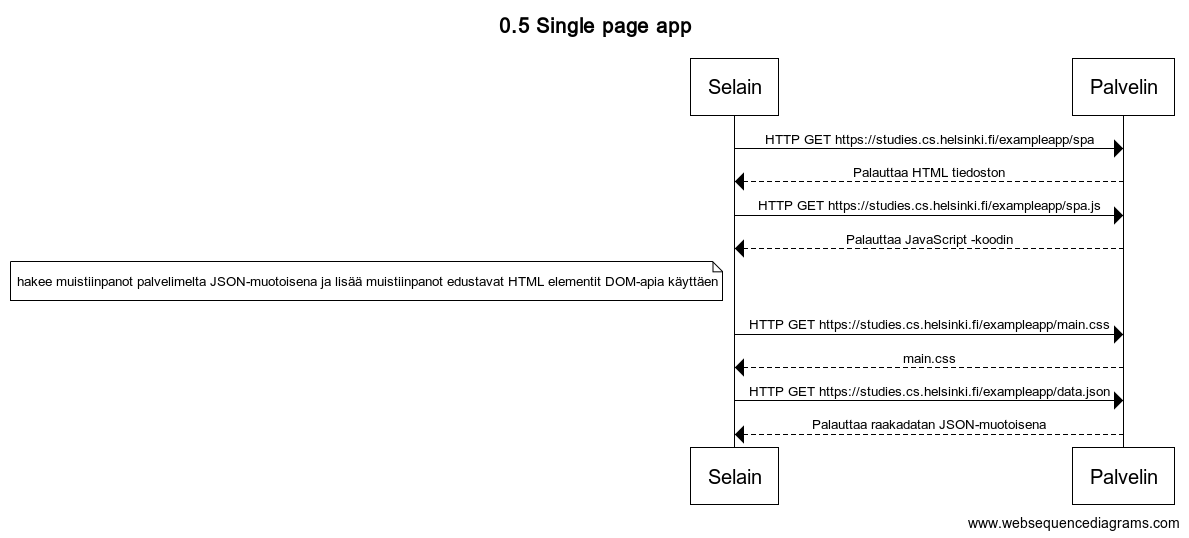 0.5 Single page app
Selain
Palvelin
HTTP GET https://studies.cs.helsinki.fi/exampleapp/spa
Palauttaa HTML tiedoston
HTTP GET https://studies.cs.helsinki.fi/exampleapp/spa.js
Palauttaa JavaScript -koodin
hakee muistiinpanot palvelimelta JSON-muotoisena ja lisää muistiinpanot edustavat HTML elementit DOM-apia käyttäen
HTTP GET https://studies.cs.helsinki.fi/exampleapp/main.css
main.css
HTTP GET https://studies.cs.helsinki.fi/exampleapp/data.json
Palauttaa raakadatan JSON-muotoisena
Selain
Palvelin
www.websequencediagrams.com